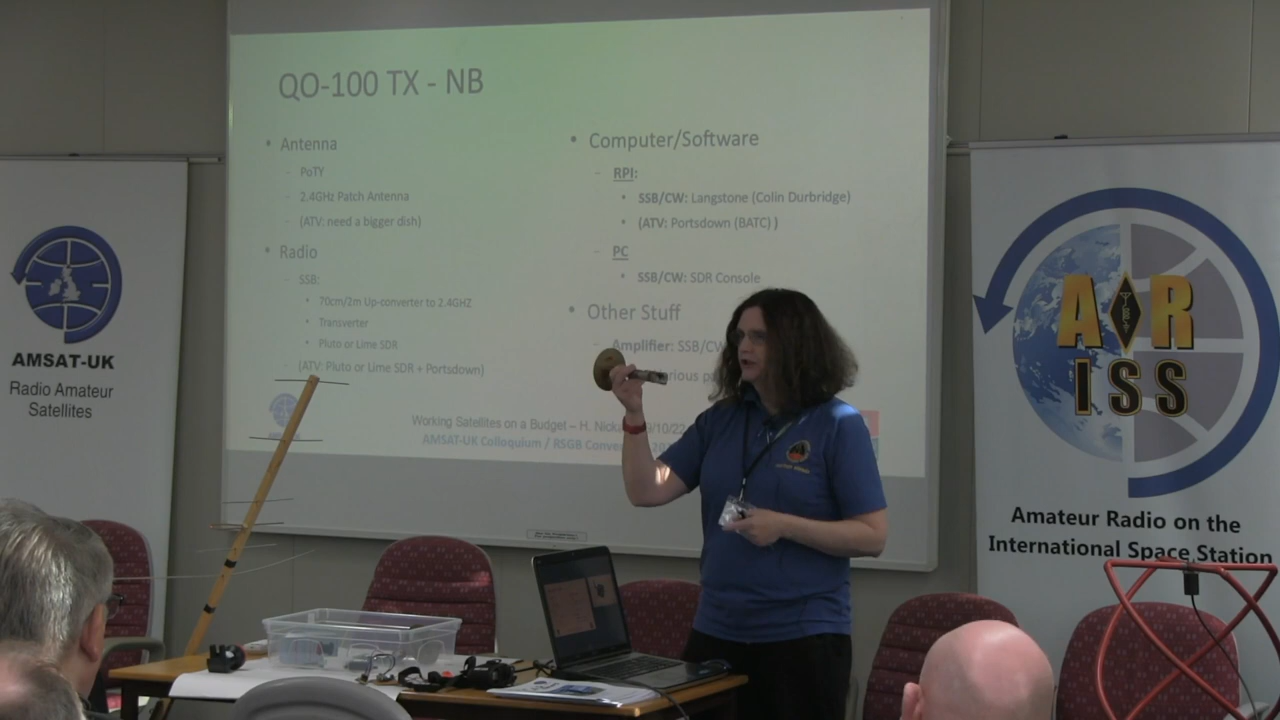 QO-100 TX - NB
• Antenna
– PoTY
– 2.4GHz Patch Antenna
– (ATV: need a bigger dish)
• Radio
– SSB:
• 70cm/2m Up-converter to 2.4GHZ
• Transverter
• Pluto or Lime SDR
– (ATV: Pluto or Lime SDR + Portsdown)
• Computer/Software
– RPI:
• SSB/CW: Langstone (Colin Durbridge)
• (ATV: Portsdown (BATC) )
– PC
• SSB/CW: SDR Console
• Other Stuff
– Amplifier: SSB/CW
Working Satellites on a Budget – H. 
AMSAT-UK Colloquium / RSGB
AMSAT-UK
Radio Amateur
Satellites
AR
ISS
Amateur Radio on the
International Space Station